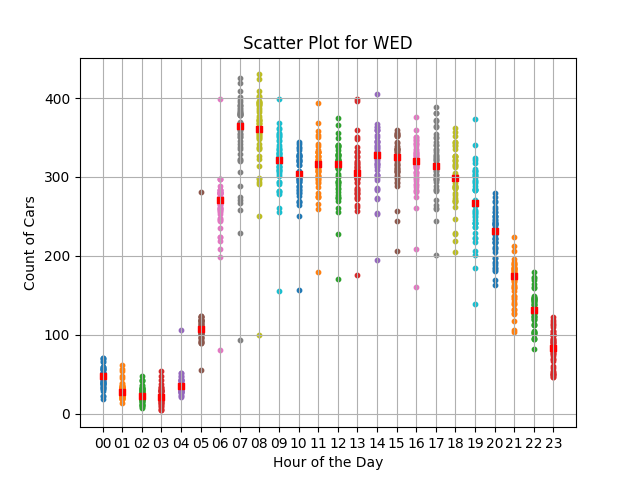 Scatter Plot for WED
Count of Cars
400
300
200
100
0
00 01 02 03 04 05 06 07 08 09 10 11 12 13 14 15 16 17 18 19 20 21 22 23
Hour of the Day